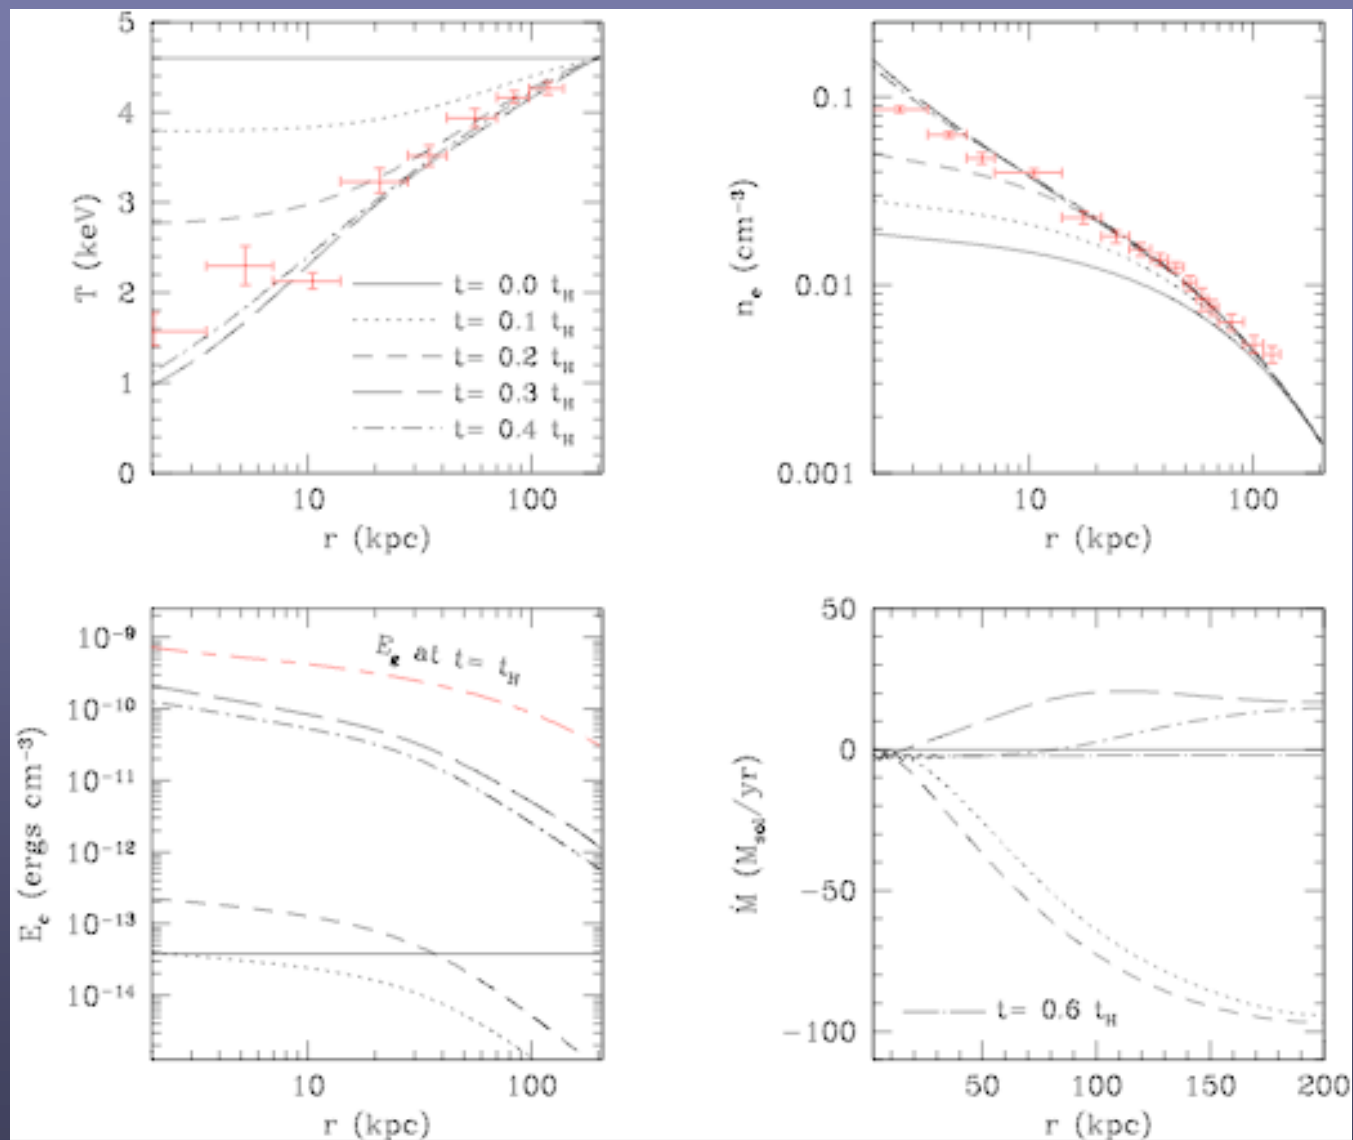 5
4
3
2
1
0
T (keV)
t= 0.0 t_H
t= 0.1 t_H
t= 0.2 t_H
t= 0.3 t_H
t= 0.4 t_H
10
100
r (kpc)
0.1
0.01
0.001
n_e (cm⁻³)
10
100
r (kpc)
10⁻⁹
10⁻¹⁰
10⁻¹¹
10⁻¹²
10⁻¹³
10⁻¹⁴
E_c (ergs cm⁻³)
E_g at t= t_H
10
100
r (kpc)
50
0
−50
−100
Ṁ (M_sol/yr)
t= 0.6 t_H
50
100
150
200
r (kpc)